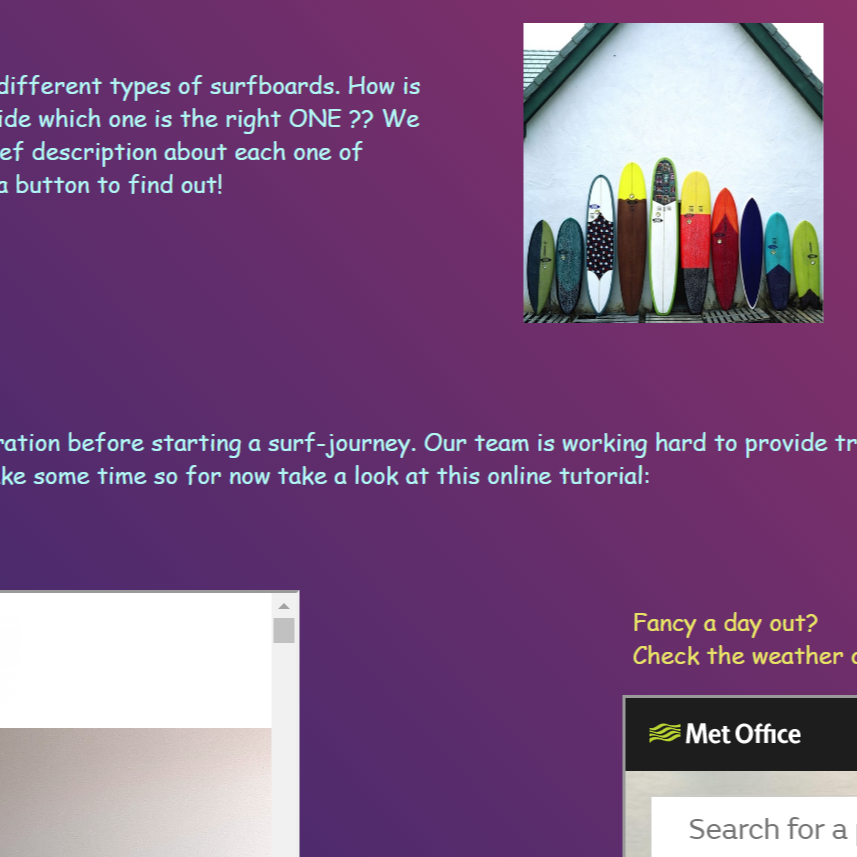 different types of surfboards. How is
ide which one is the right ONE ?? We
ef description about each one of
a button to find out!
ration before starting a surf-journey. Our team is working hard to provide tr
ke some time so for now take a look at this online tutorial:
Fancy a day out?
Check the weather
Met Office
Search for a